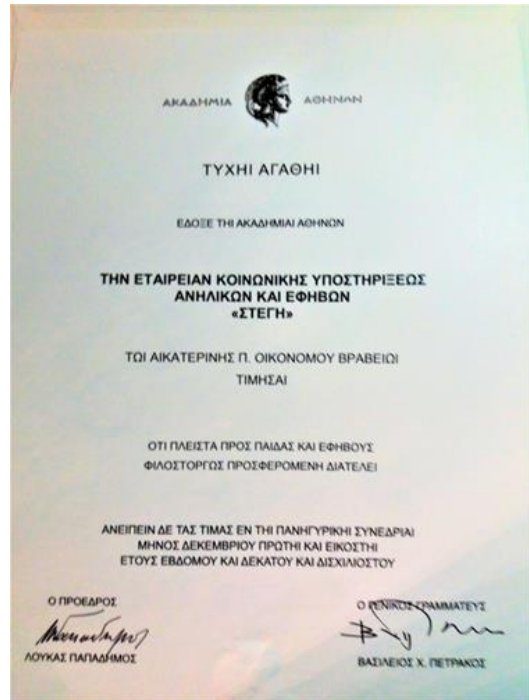 ΑΚΑΔΗΜΙΑ ΑΘΗΝΩΝ
ΤΥΧΗΙ ΑΓΑΘΗΙ
ΕΔΟΞΕ ΤΗΙ ΑΚΑΔΗΜΙΑΙ ΑΘΗΝΩΝ
ΤΗΝ ΕΤΑΙΡΕΙΑΝ ΚΟΙΝΩΝΙΚΗΣ ΥΠΟΣΤΗΡΙΞΕΩΣ
ΑΝΗΛΙΚΩΝ ΚΑΙ ΕΦΗΒΩΝ
«ΣΤΕΓΗ»
ΤΩΙ ΑΙΚΑΤΕΡΙΝΗΣ Π. ΟΙΚΟΝΟΜΟΥ ΒΡΑΒΕΙΩΙ
ΤΙΜΗΣΑΙ
ΟΤΙ ΠΛΕΙΣΤΑ ΠΡΟΣ ΠΑΙΔΑΣ ΚΑΙ ΕΦΗΒΟΥΣ
ΦΙΛΟΣΤΟΡΓΩΣ ΠΡΟΣΦΕΡΟΜΕΝΗ ΔΙΑΤΕΛΕΙ
ΑΝΕΙΠΕΙΝ ΔΕ ΤΑΣ ΤΙΜΑΣ ΕΝ ΤΗΙ ΠΑΝΗΓΥΡΙΚΗΙ ΣΥΝΕΔΡΙΑΙ
ΜΗΝΟΣ ΔΕΚΕΜΒΡΙΟΥ ΠΡΩΤΗΙ ΚΑΙ ΕΙΚΟΣΤΗΙ
ΕΤΟΥΣ ΕΒΔΟΜΟΥ ΚΑΙ ΔΕΚΑΤΟΥ ΚΑΙ ΔΙΣΧΙΛΙΟΣΤΟΥ
Ο ΠΡΟΕΔΡΟΣ
ΛΟΥΚΑΣ ΠΑΠΑΔΗΜΟΣ
Ο ΓΕΝΙΚΟΣ ΓΡΑΜΜΑΤΕΥΣ
ΒΑΣΙΛΕΙΟΣ Χ. ΠΕΤΡΑΚΟΣ